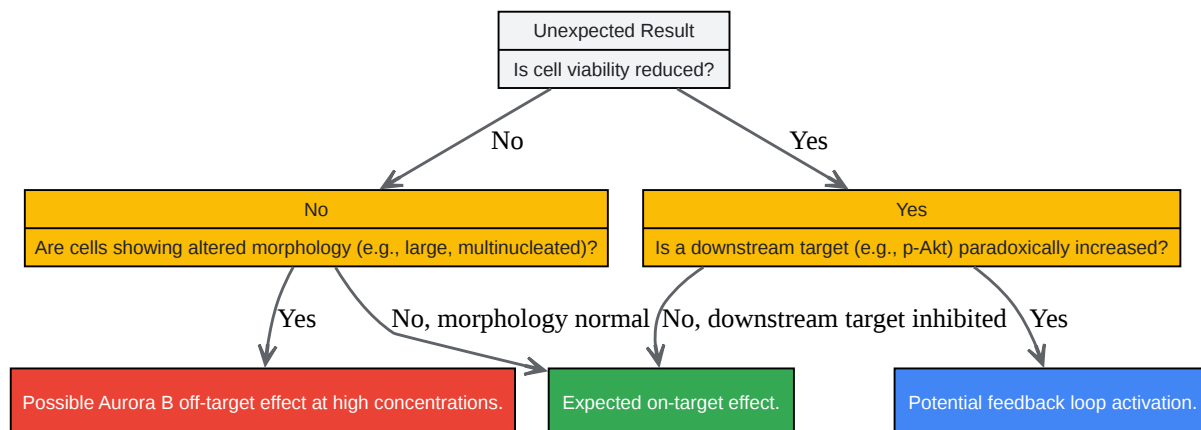 Unexpected Result
Is cell viability reduced?
No
Yes
No
Are cells showing altered morphology (e.g., large, multinucleated)?
Yes
Is a downstream target (e.g., p-Akt) paradoxically increased?
Yes
No, morphology normal
No, downstream target inhibited
Yes
Possible Aurora B off-target effect at high concentrations.
Expected on-target effect.
Potential feedback loop activation.